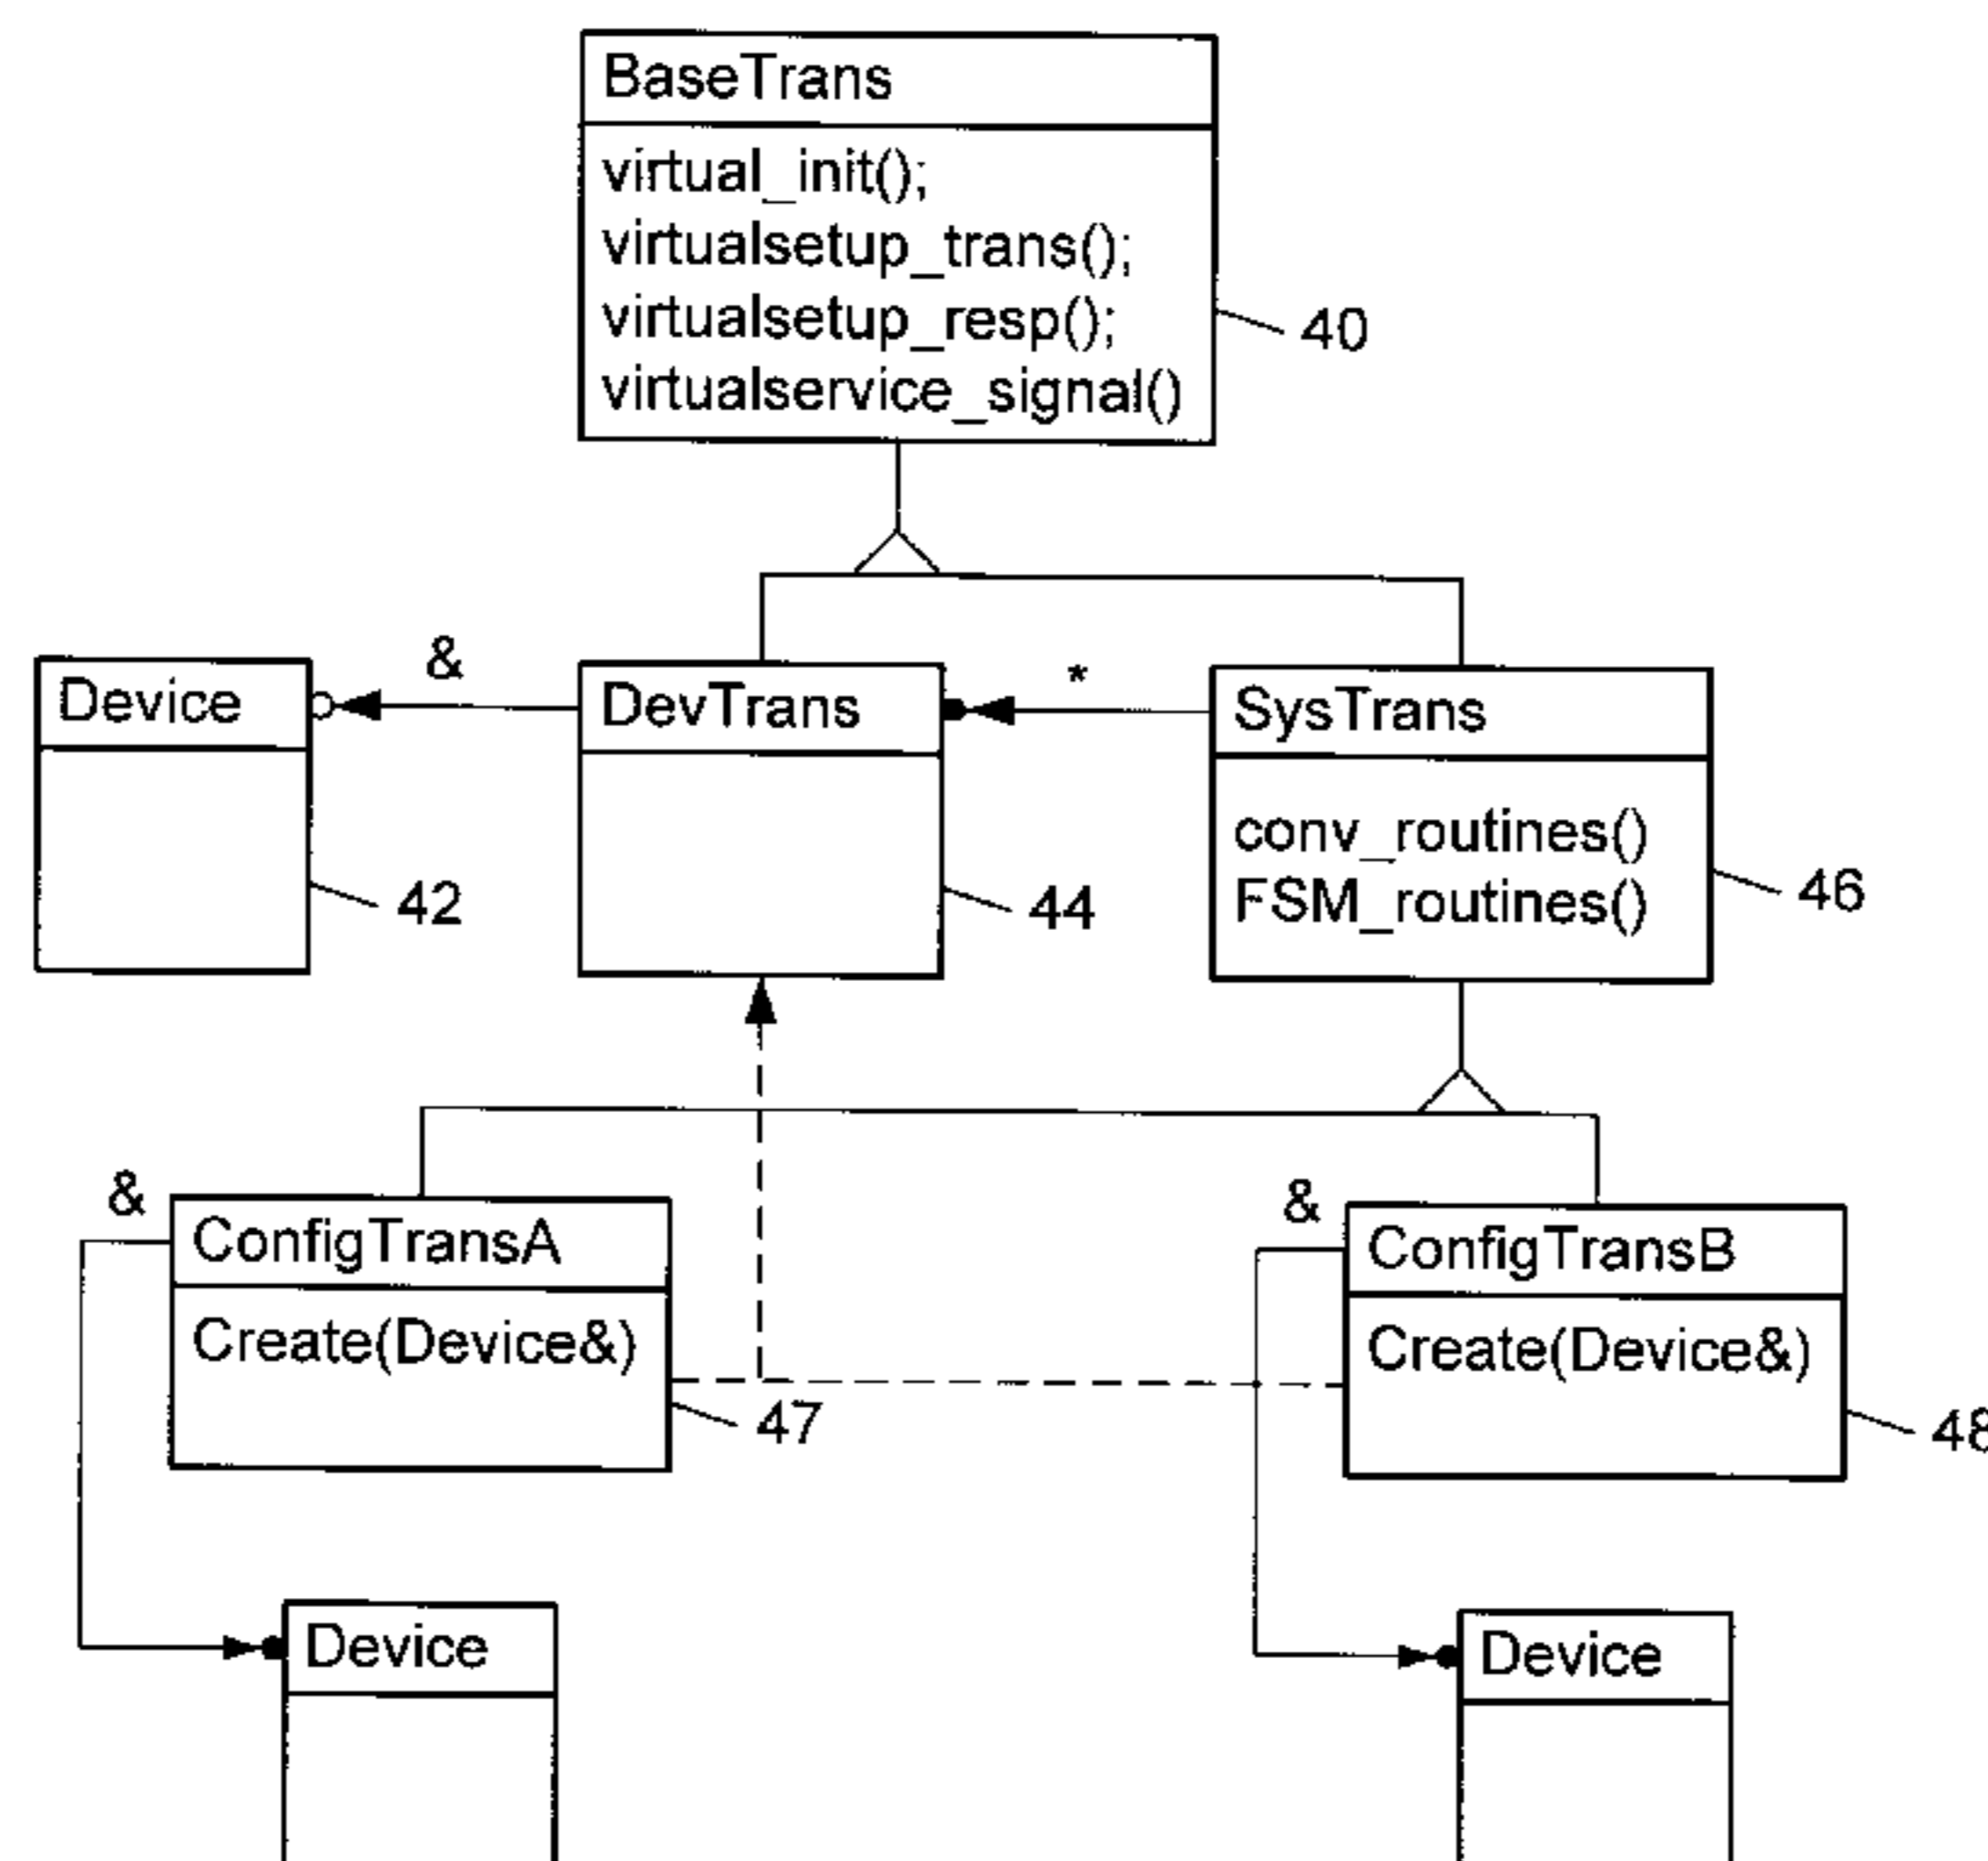 BaseTrans
virtual_init();
virtualsetup_trans();
virtualsetup_resp();
virtualservice_signal()
40
&
*
Device
DevTrans
SysTrans
conv_routines()
FSM_routines()
42
44
46
&
&
ConfigTransA
ConfigTransB
Create(Device&)
Create(Device&)
47
48
Device
Device